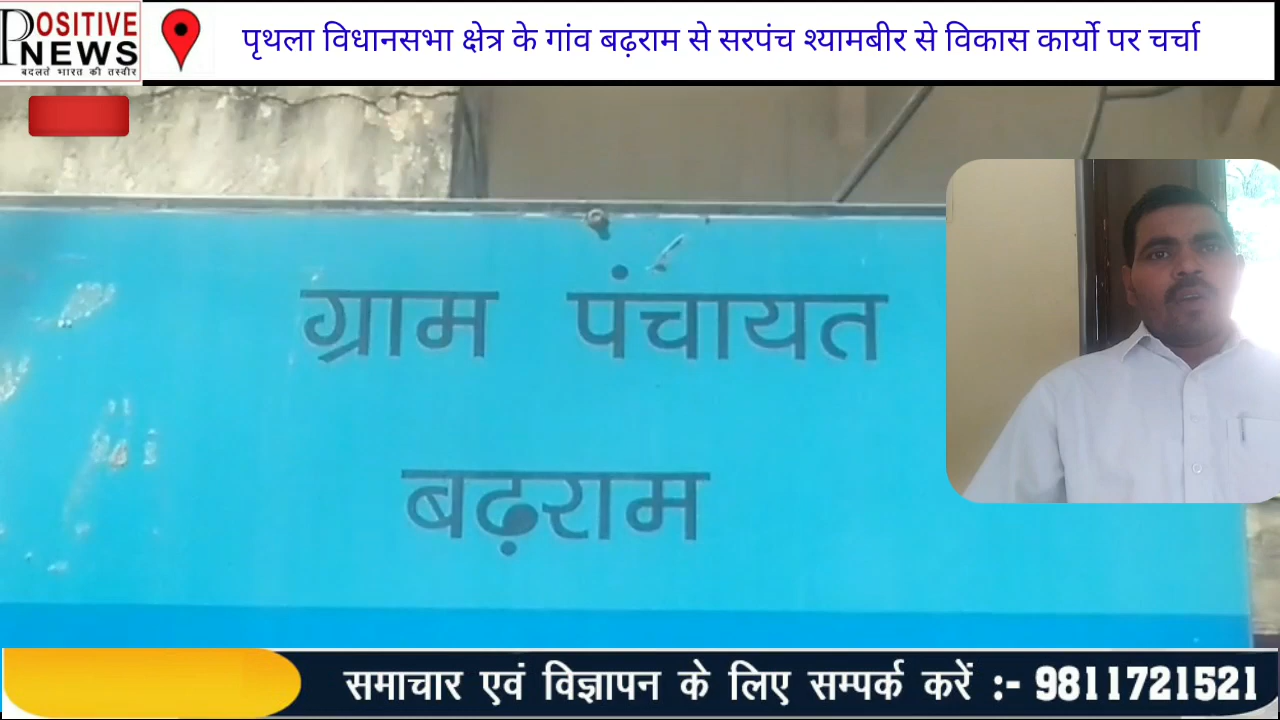 POSITIVE
NEWS
बदलते भारत की तस्वीर
पृथला विधानसभा क्षेत्र के गांव बढ़राम से सरपंच श्यामबीर से विकास कार्यो पर चर्चा
ग्राम पंचायत
बढ़राम
समाचार एवं विज्ञापन के लिए सम्पर्क करें :- 9811721521